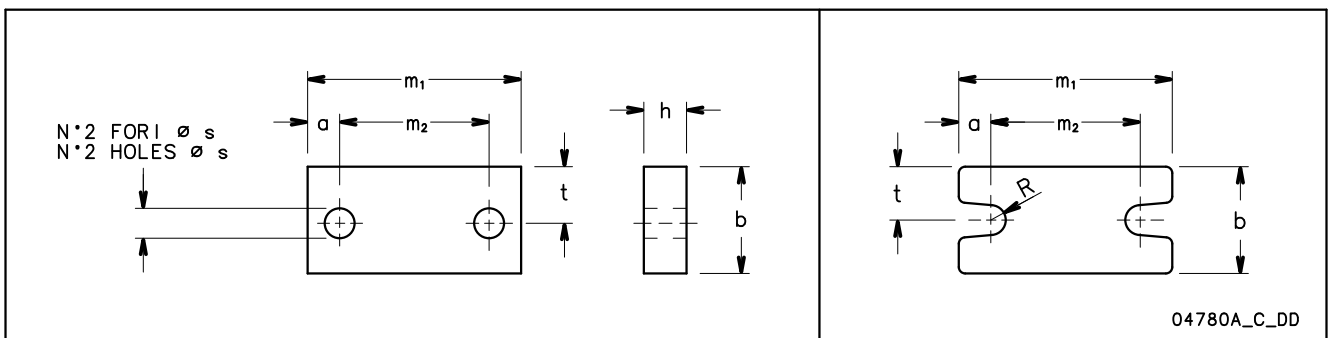 m₁
a
m₂
h
N°2 FORI Ø s
N°2 HOLES Ø s
t
b
m₁
a
m₂
t
R
b
04780A_C_DD